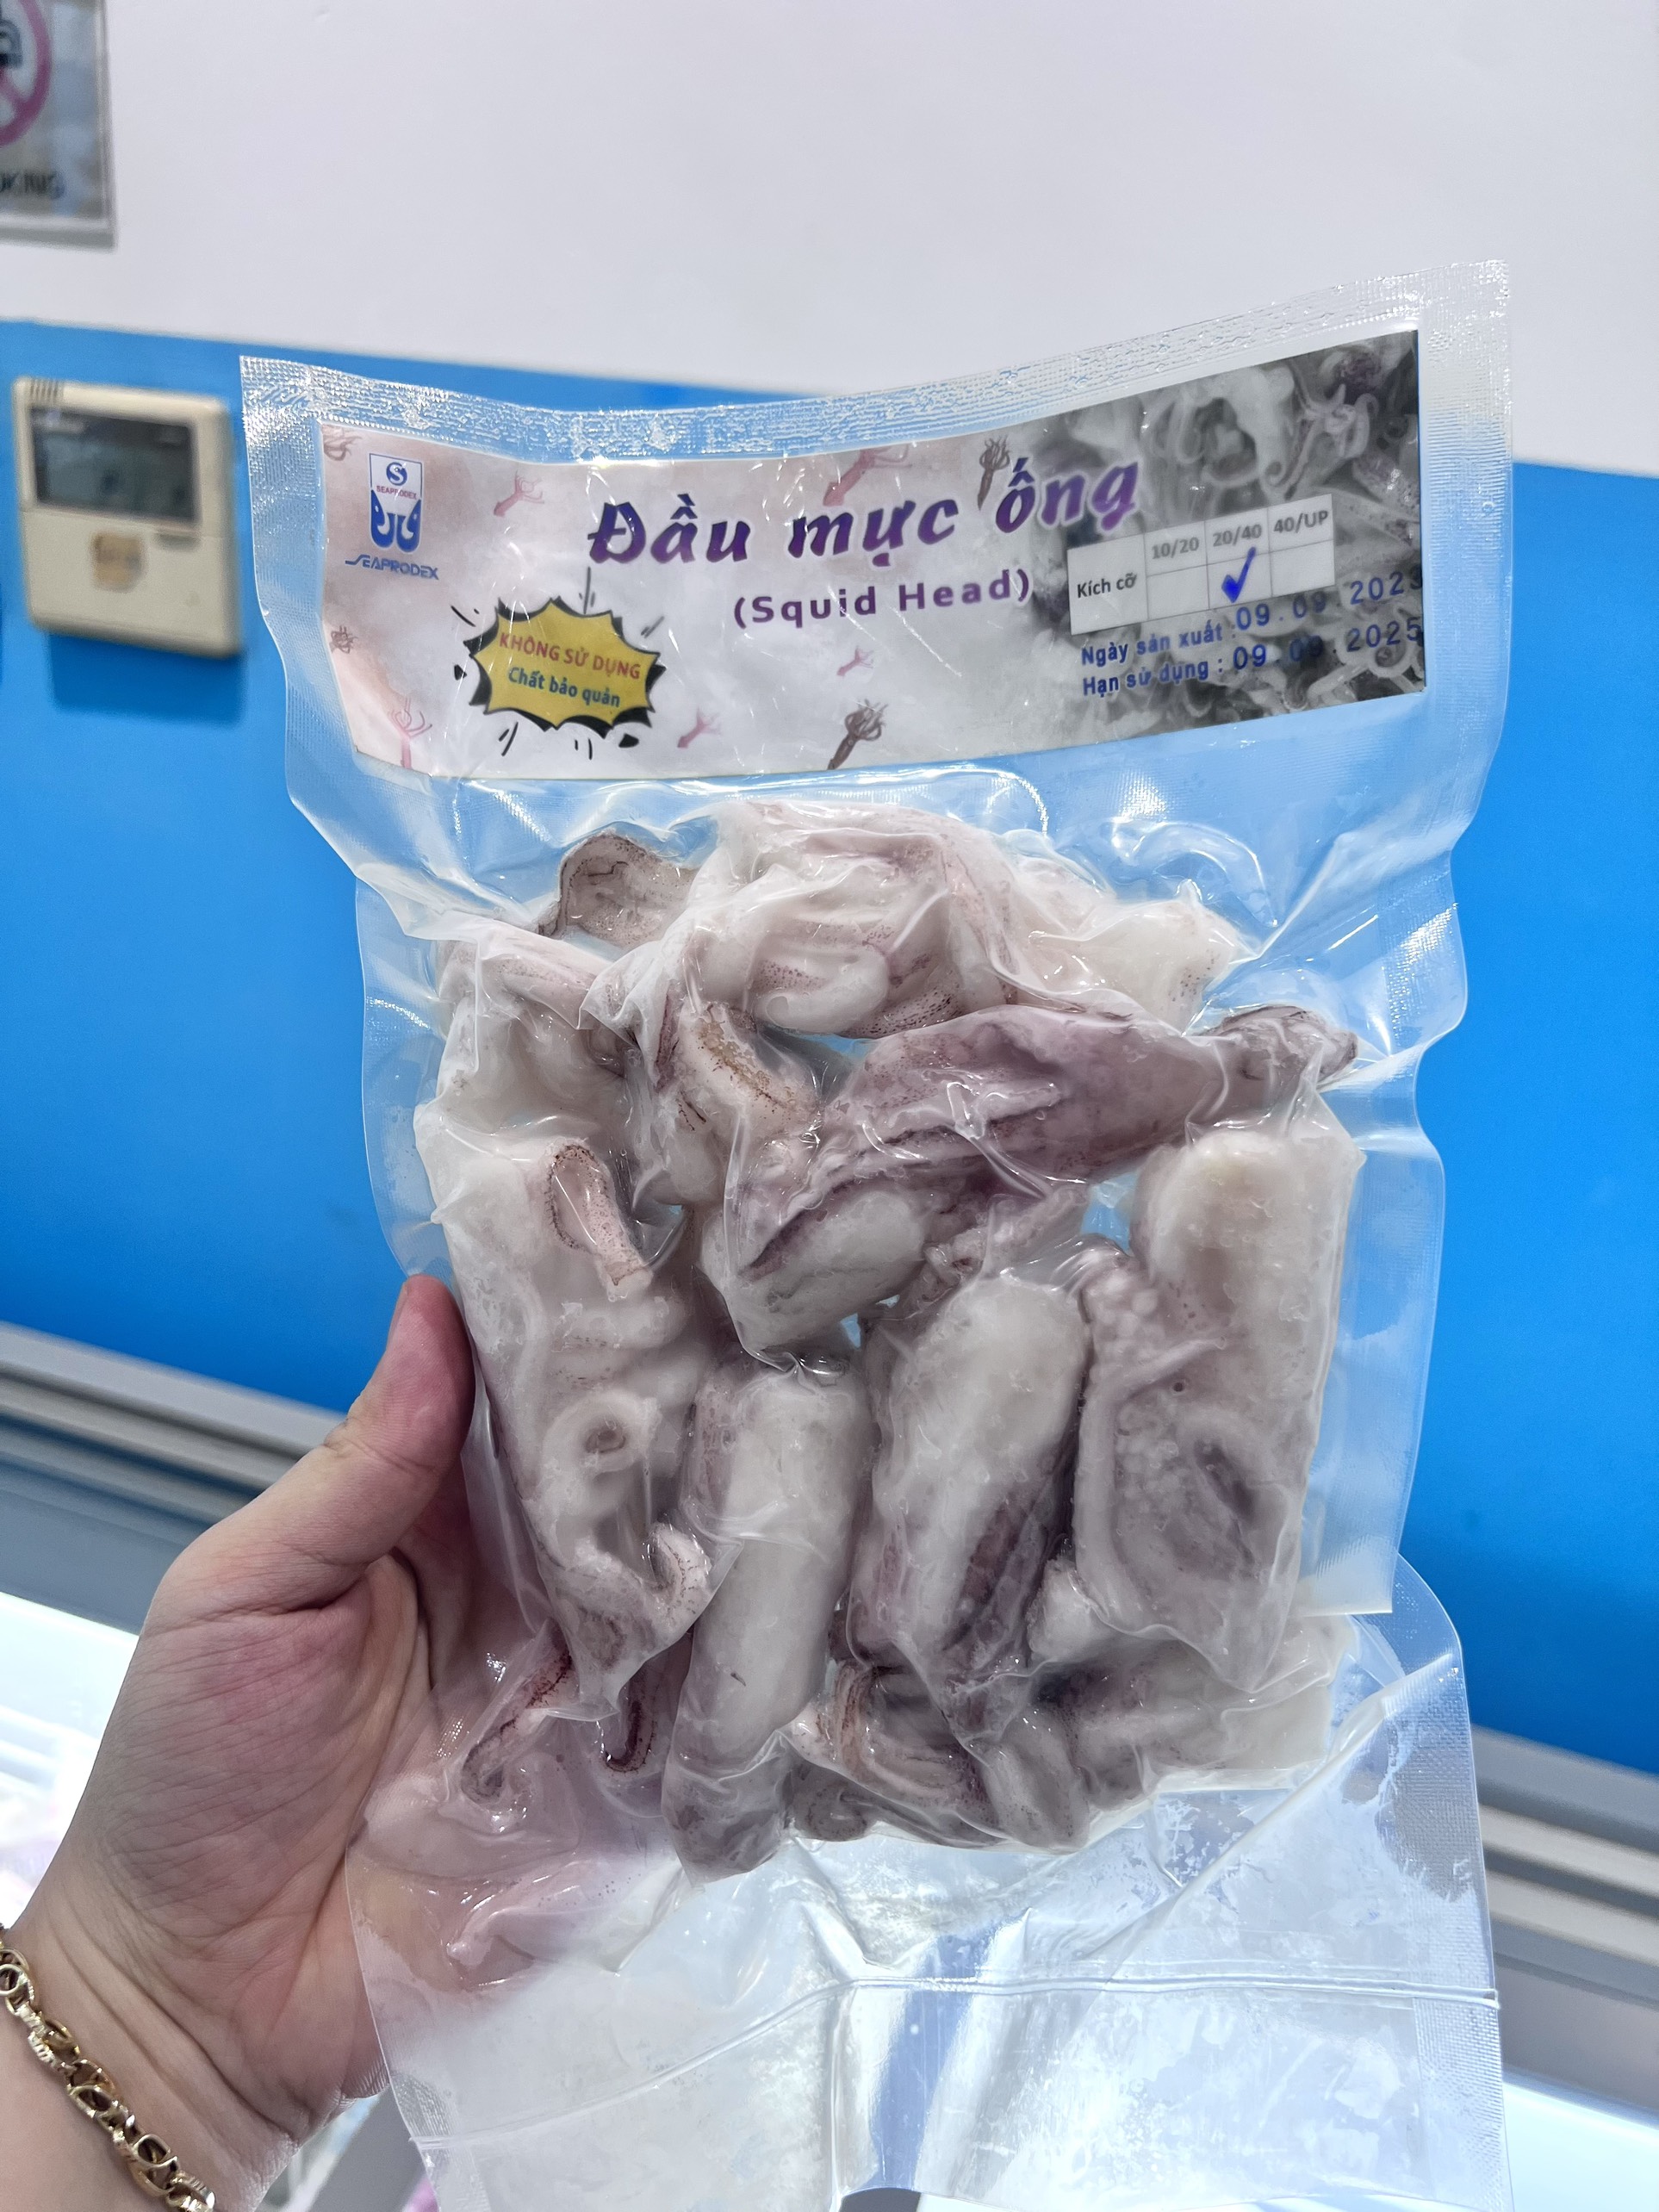 SEAPRODEX
SEAPRODEX
Đầu mực ống
(Squid Head)
KHÔNG SỬ DỤNG
Chất bảo quản
10/20 20/40 40/UP
Kích cỡ
Ngày sản xuất : 09.09.2023
Hạn sử dụng : 09.09.2025